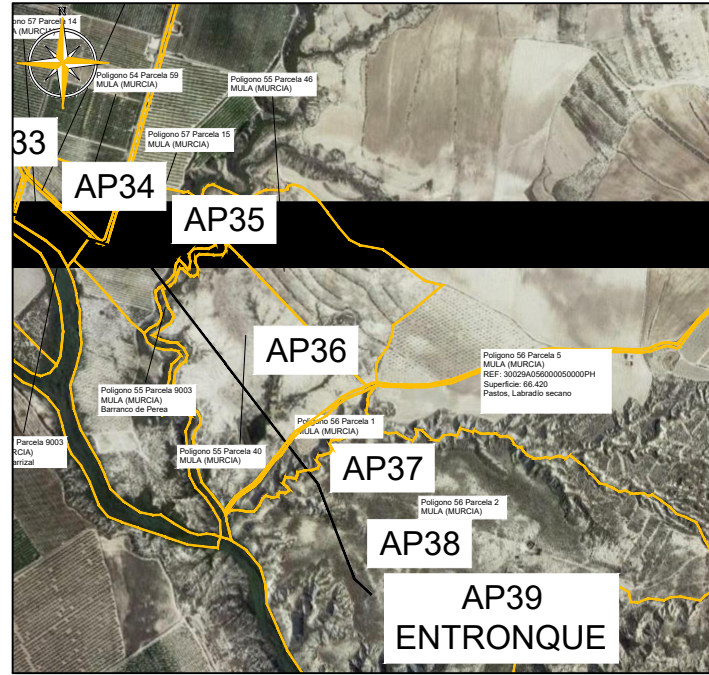 N
ono 57 Parcela 14
A (MURCIA)
Poligono 54 Parcela 59
MULA (MURCIA)
Poligono 55 Parcela 46
MULA (MURCIA)
Poligono 57 Parcela 15
MULA (MURCIA)
33
AP34
AP35
AP36
Poligono 56 Parcela 5
MULA (MURCIA)
REF: 30029A056000050000PH
Superficie: 66.420
Pastos, Labradío secano
Poligono 55 Parcela 9003
MULA (MURCIA)
Barranco de Perea
Poligono 56 Parcela 1
MULA (MURCIA)
Parcela 9003
RCIA)
arrizal
Poligono 55 Parcela 40
MULA (MURCIA)
AP37
Poligono 56 Parcela 2
MULA (MURCIA)
AP38
AP39
ENTRONQUE